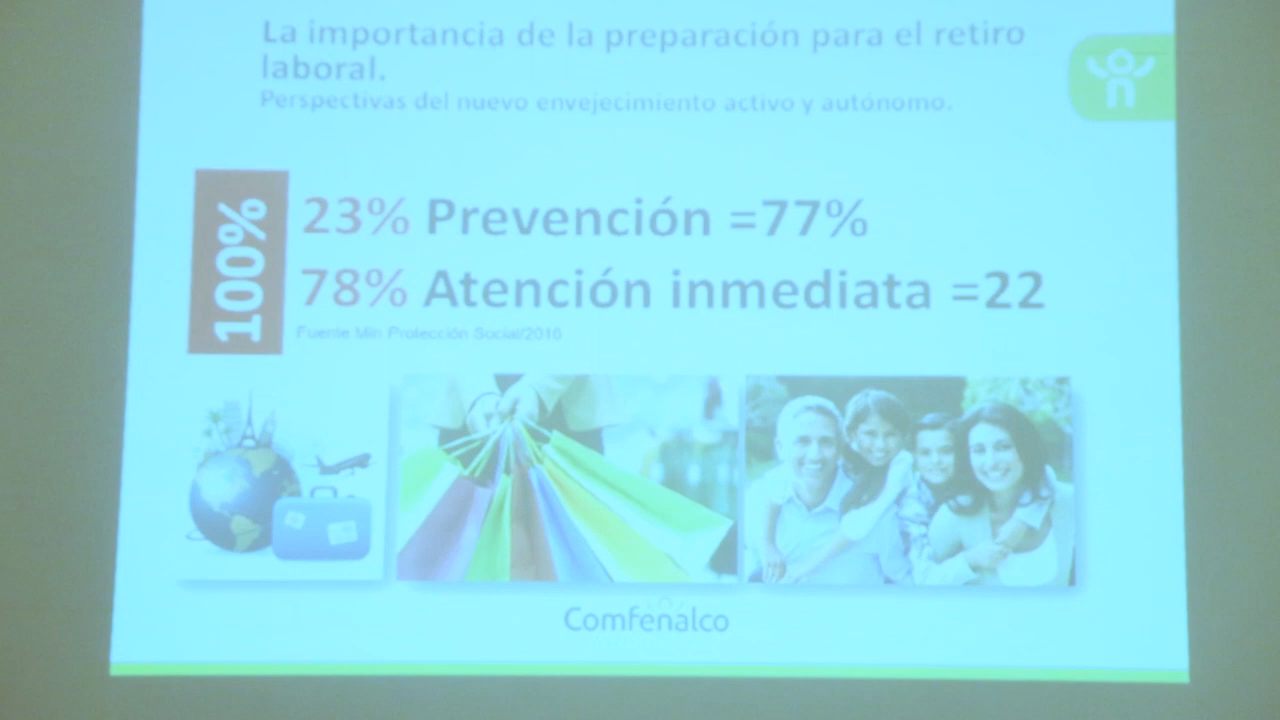 La importancia de la preparación para el retiro
laboral.
Perspectivas del nuevo envejecimiento activo y autónomo.
100%
23% Prevención =77%
78% Atención inmediata =22
Fuente Min Protección Social/2016
Comfenalco